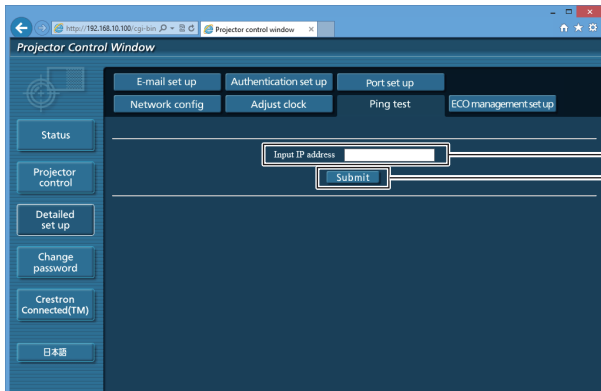 http://192.168.10.100/cgi-bin
Projector control window
Projector Control Window
E-mail set up
Authentication set up
Port set up
Network config
Adjust clock
Ping test
ECO management set up
Status
Projector
control
Detailed
set up
Change
password
Crestron
Connected(TM)
日本語
Input IP address
Submit